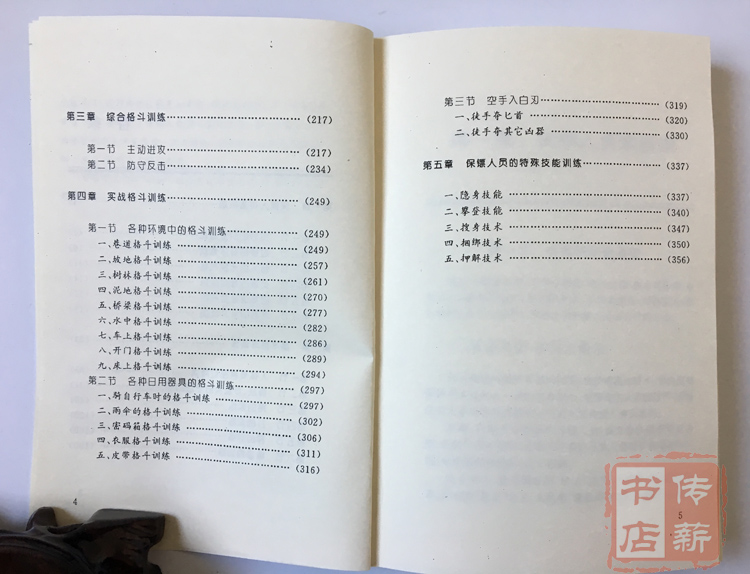 第三章 综合格斗训练……………………………(217)
第一节 主动进攻……………………………(217)
第二节 防守反击……………………………(234)
第四章 实战格斗训练……………………………(249)
第一节 各种环境中的格斗训练……………………(249)
一、巷道格斗训练……………………(249)
二、坡地格斗训练……………………(257)
三、树林格斗训练……………………(261)
四、泥地格斗训练……………………(270)
五、桥梁格斗训练……………………(277)
六、水中格斗训练……………………(282)
七、车上格斗训练……………………(286)
八、开门格斗训练……………………(289)
九、床上格斗训练……………………(294)
第二节 各种日用器具的格斗训练……………………(297)
一、骑自行车时的格斗训练……………………(297)
二、雨伞的格斗训练……………………(302)
三、密码箱格斗训练……………………(306)
四、衣服格斗训练……………………(311)
五、皮带格斗训练……………………(316)
4
第三节 空手入白刃……………………(319)
一、徒手夺匕首……………………(320)
二、徒手夺其它凶器……………………(330)
第五章 保镖人员的特殊技能训练……………………(337)
一、隐身技能……………………(337)
二、攀登技能……………………(340)
三、搜身技术……………………(347)
四、捆绑技术……………………(350)
五、押解技术……………………(356)
5
传薪
书店